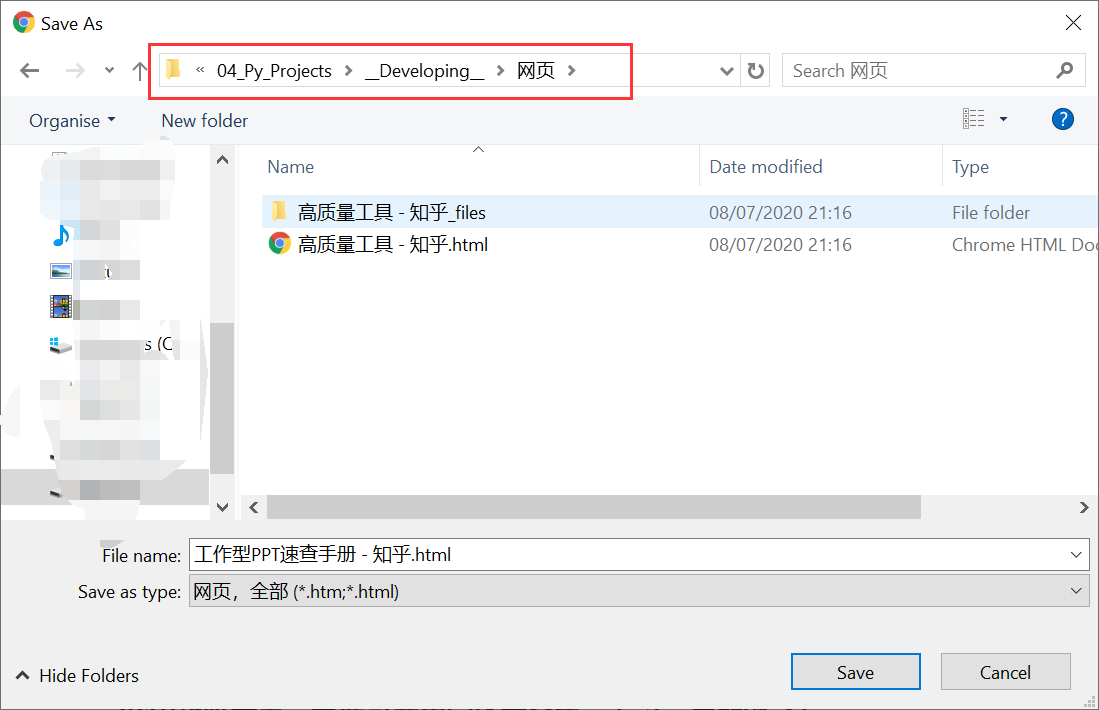 Save As
« 04_Py_Projects > __Developing__ > 网页 >
Search 网页
Organise
New folder
?
Name
Date modified
Type
高质量工具 - 知乎_files
08/07/2020 21:16
File folder
高质量工具 - 知乎.html
08/07/2020 21:16
Chrome HTML Do
s (C
File name: 工作型PPT速查手册 - 知乎.html
Save as type: 网页，全部 (*.htm;*.html)
Hide Folders
Save
Cancel